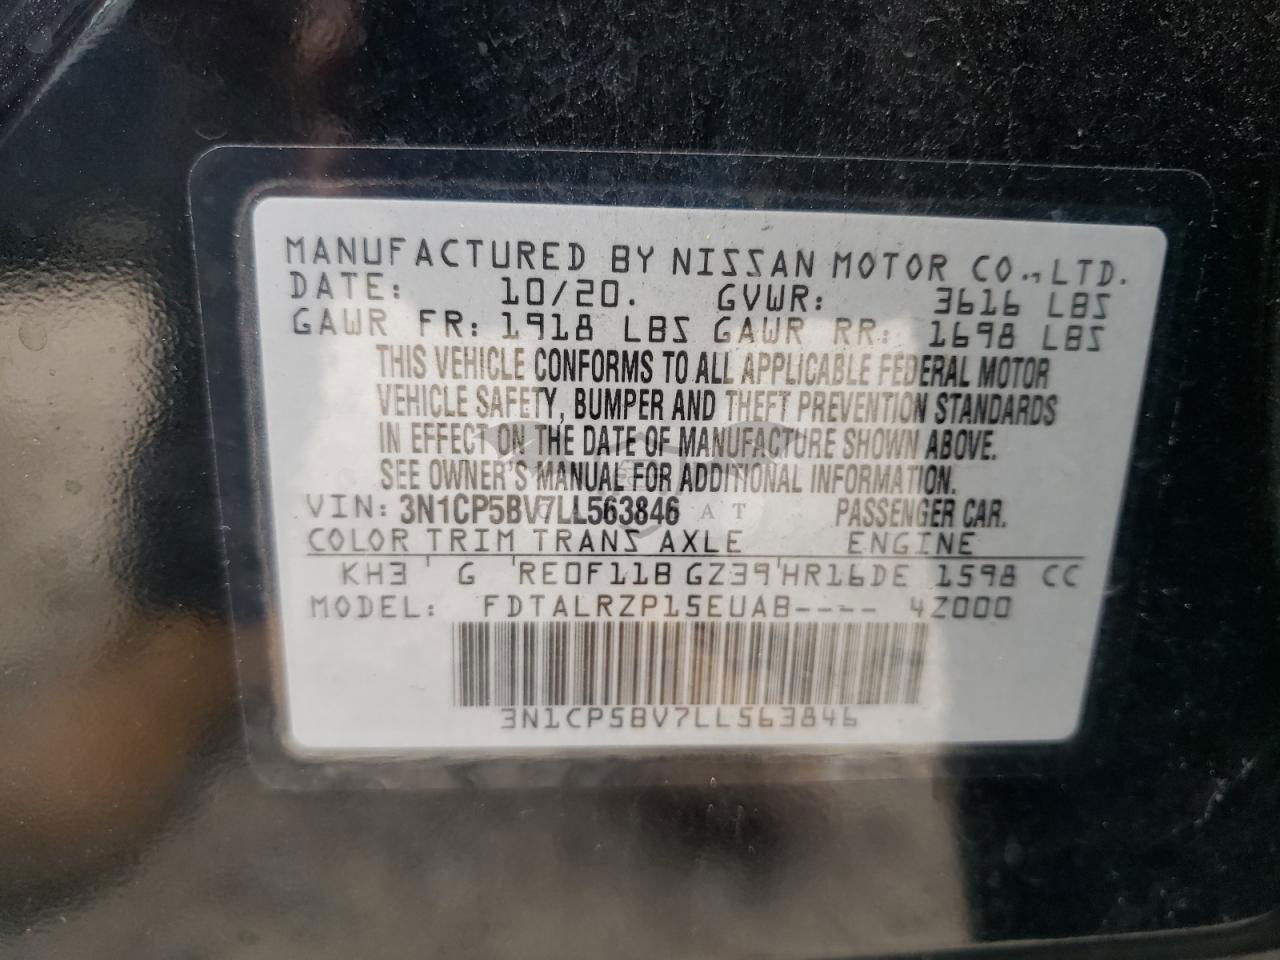 MANUFACTURED BY NISSAN MOTOR CO., LTD.
DATE: 10/20. GVWR: 3616 LBS
GAWR FR: 1918 LBS GAWR RR: 1698 LBS
THIS VEHICLE CONFORMS TO ALL APPLICABLE FEDERAL MOTOR
VEHICLE SAFETY, BUMPER AND THEFT PREVENTION STANDARDS
IN EFFECT ON THE DATE OF MANUFACTURE SHOWN ABOVE.
SEE OWNER'S MANUAL FOR ADDITIONAL INFORMATION.
VIN: 3N1CP5BV7LL563846 PASSENGER CAR.
COLOR TRIM TRANS AXLE ENGINE
KH3 ' G ' RE0F11B GZ39 ' HR16DE 1598 CC
MODEL: FDTALRZP15EUAB---- 4Z000
3N1CP5BV7LL563846